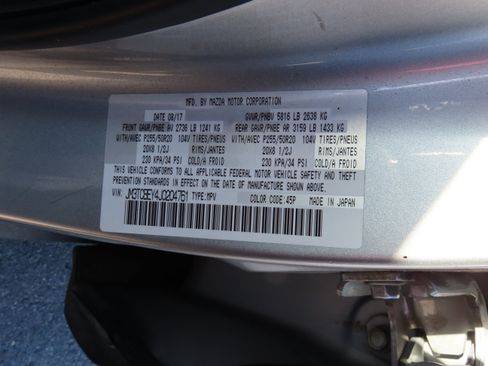 MFD. BY MAZDA MOTOR CORPORATION
DATE 08/17 GVWR/PNBV 5816 LB 2638 KG
FRONT GAWR/PNBE AV 2736 LB 1241 KG REAR GAWR/PNBE AR 3159 LB 1433 KG
WITH/AVEC P255/50R20 104V TIRES/PNEUS WITH/AVEC P255/50R20 104V TIRES/PNEUS
20X8 1/2J RIMS/JANTES 20X8 1/2J RIMS/JANTES
230 KPA/34 PSI COLD/A FROID 230 KPA/34 PSI COLD/A FROID
THIS VEHICLE CONFORMS TO ALL APPLICABLE FEDERAL MOTOR VEHICLE
SAFETY, BUMPER, AND THEFT PREVENTION STANDARDS IN EFFECT ON THE
DATE OF MANUFACTURE SHOWN ABOVE.
VIN: JM3TCBEY4J0204761 TYPE:MPV COLOR CODE:45P MADE IN JAPAN